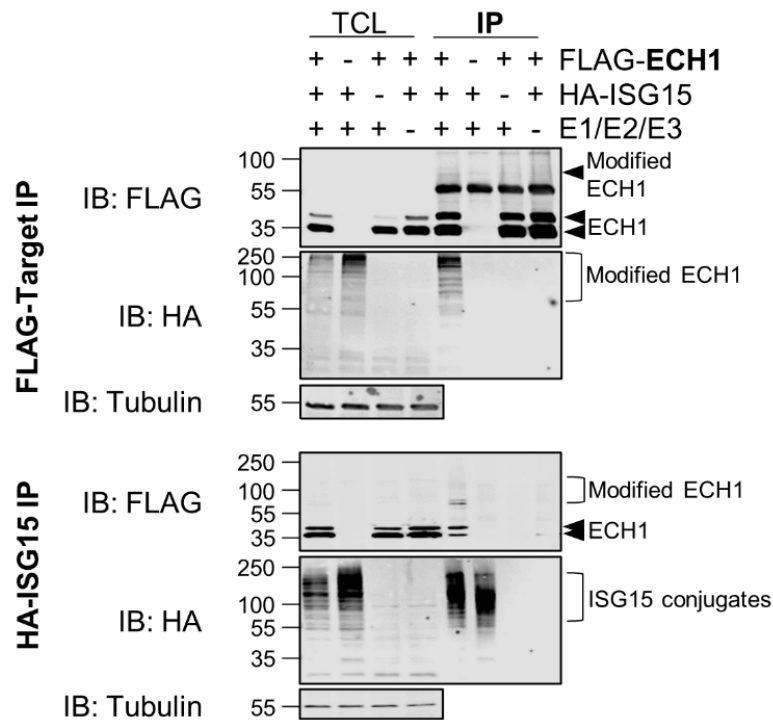 TCL IP
+ - + + + - + + FLAG-ECH1
+ + - + + + - + HA-ISG15
+ + + - + + + - E1/E2/E3
FLAG-Target IP
IB: FLAG
100
55
35
Modified
ECH1
ECH1
IB: HA
250
100
55
35
Modified ECH1
IB: Tubulin
55
HA-ISG15 IP
IB: FLAG
250
100
55
35
Modified ECH1
ECH1
IB: HA
250
100
55
35
ISG15 conjugates
IB: Tubulin
55